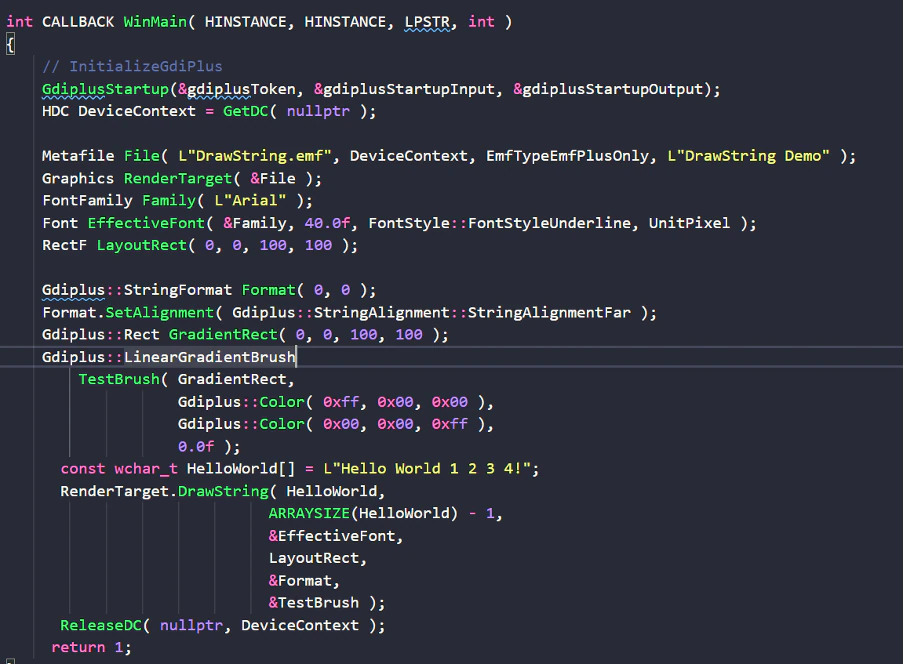 int CALLBACK WinMain( HINSTANCE, HINSTANCE, LPSTR, int )
{
// InitializeGdiPlus
GdiplusStartup(&gdiplusToken, &gdiplusStartupInput, &gdiplusStartupOutput);
HDC DeviceContext = GetDC( nullptr );
Metafile File( L"DrawString.emf", DeviceContext, EmfTypeEmfPlusOnly, L"DrawString Demo" );
Graphics RenderTarget( &File );
FontFamily Family( L"Arial" );
Font EffectiveFont( &Family, 40.0f, FontStyle::FontStyleUnderline, UnitPixel );
RectF LayoutRect( 0, 0, 100, 100 );
Gdiplus::StringFormat Format( 0, 0 );
Format.SetAlignment( Gdiplus::StringAlignment::StringAlignmentFar );
Gdiplus::Rect GradientRect( 0, 0, 100, 100 );
Gdiplus::LinearGradientBrush
TestBrush( GradientRect,
Gdiplus::Color( 0xff, 0x00, 0x00 ),
Gdiplus::Color( 0x00, 0x00, 0xff ),
0.0f );
const wchar_t HelloWorld[] = L"Hello World 1 2 3 4!";
RenderTarget.DrawString( HelloWorld,
ARRAYSIZE(HelloWorld) - 1,
&EffectiveFont,
LayoutRect,
&Format,
&TestBrush );
ReleaseDC( nullptr, DeviceContext );
return 1;